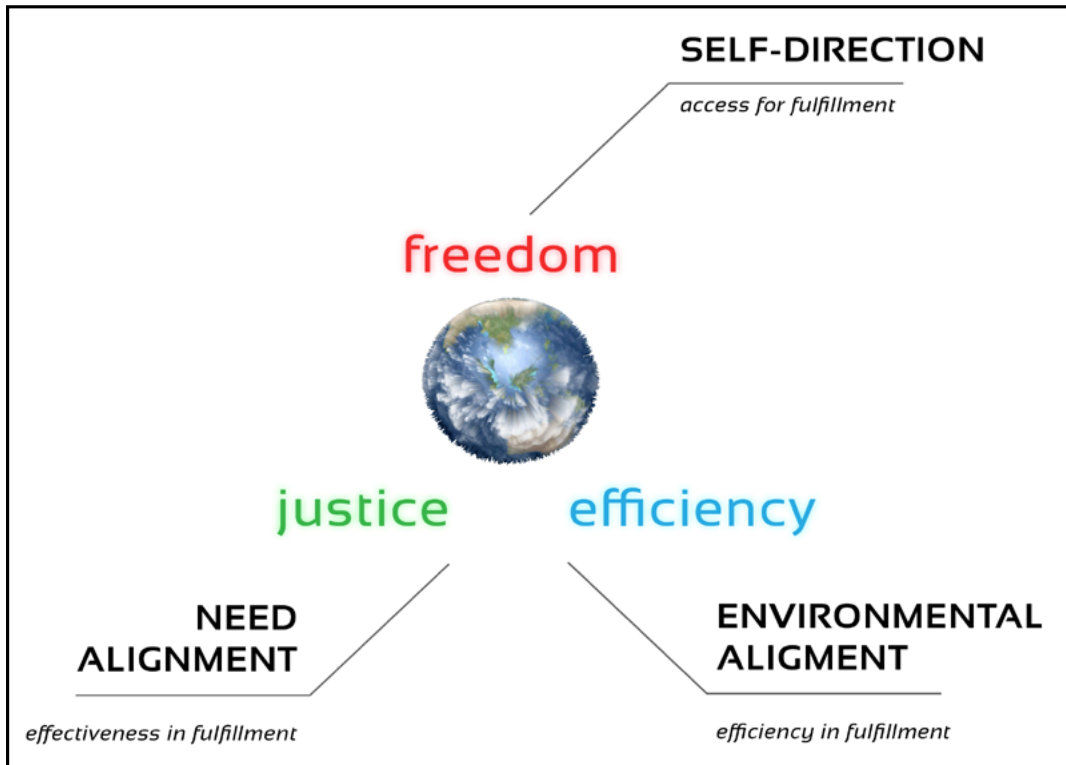 SELF-DIRECTION
access for fulfillment
freedom
justice
efficiency
NEED
ALIGNMENT
effectiveness in fulfillment
ENVIRONMENTAL
ALIGMENT
efficiency in fulfillment